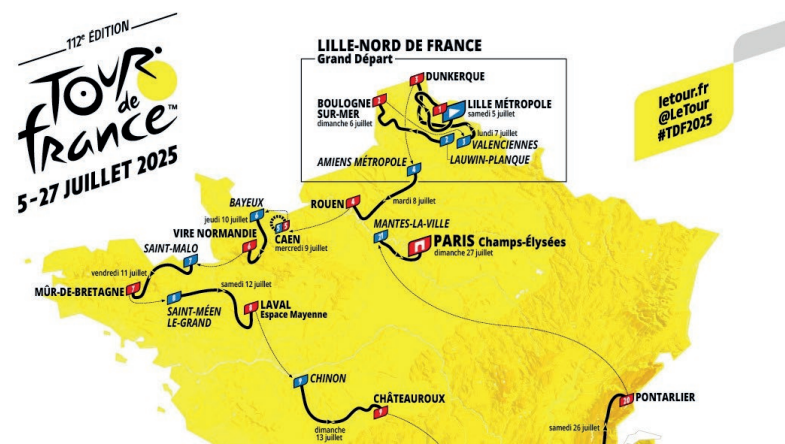 112e ÉDITION
TOUR
de
france™
5-27 JUILLET 2025
LILLE-NORD DE FRANCE
Grand Départ
letour.fr
@LeTour
#TDF2025
DUNKERQUE
BOULOGNE
SUR-MER
dimanche 6 juillet
LILLE MÉTROPOLE
samedi 5 juillet
lundi 7 juillet
VALENCIENNES
LAUWIN-PLANQUE
AMIENS MÉTROPOLE
mardi 8 juillet
ROUEN
BAYEUX
jeudi 10 juillet
VIRE NORMANDIE
CAEN
mercredi 9 juillet
MANTES-LA-VILLE
PARIS Champs-Élysées
dimanche 27 juillet
SAINT-MALO
vendredi 11 juillet
MÛR-DE-BRETAGNE
samedi 12 juillet
SAINT-MÉEN
LE-GRAND
LAVAL
Espace Mayenne
CHINON
CHÂTEAUROUX
dimanche
13 juillet
PONTARLIER
20
samedi 26 juillet